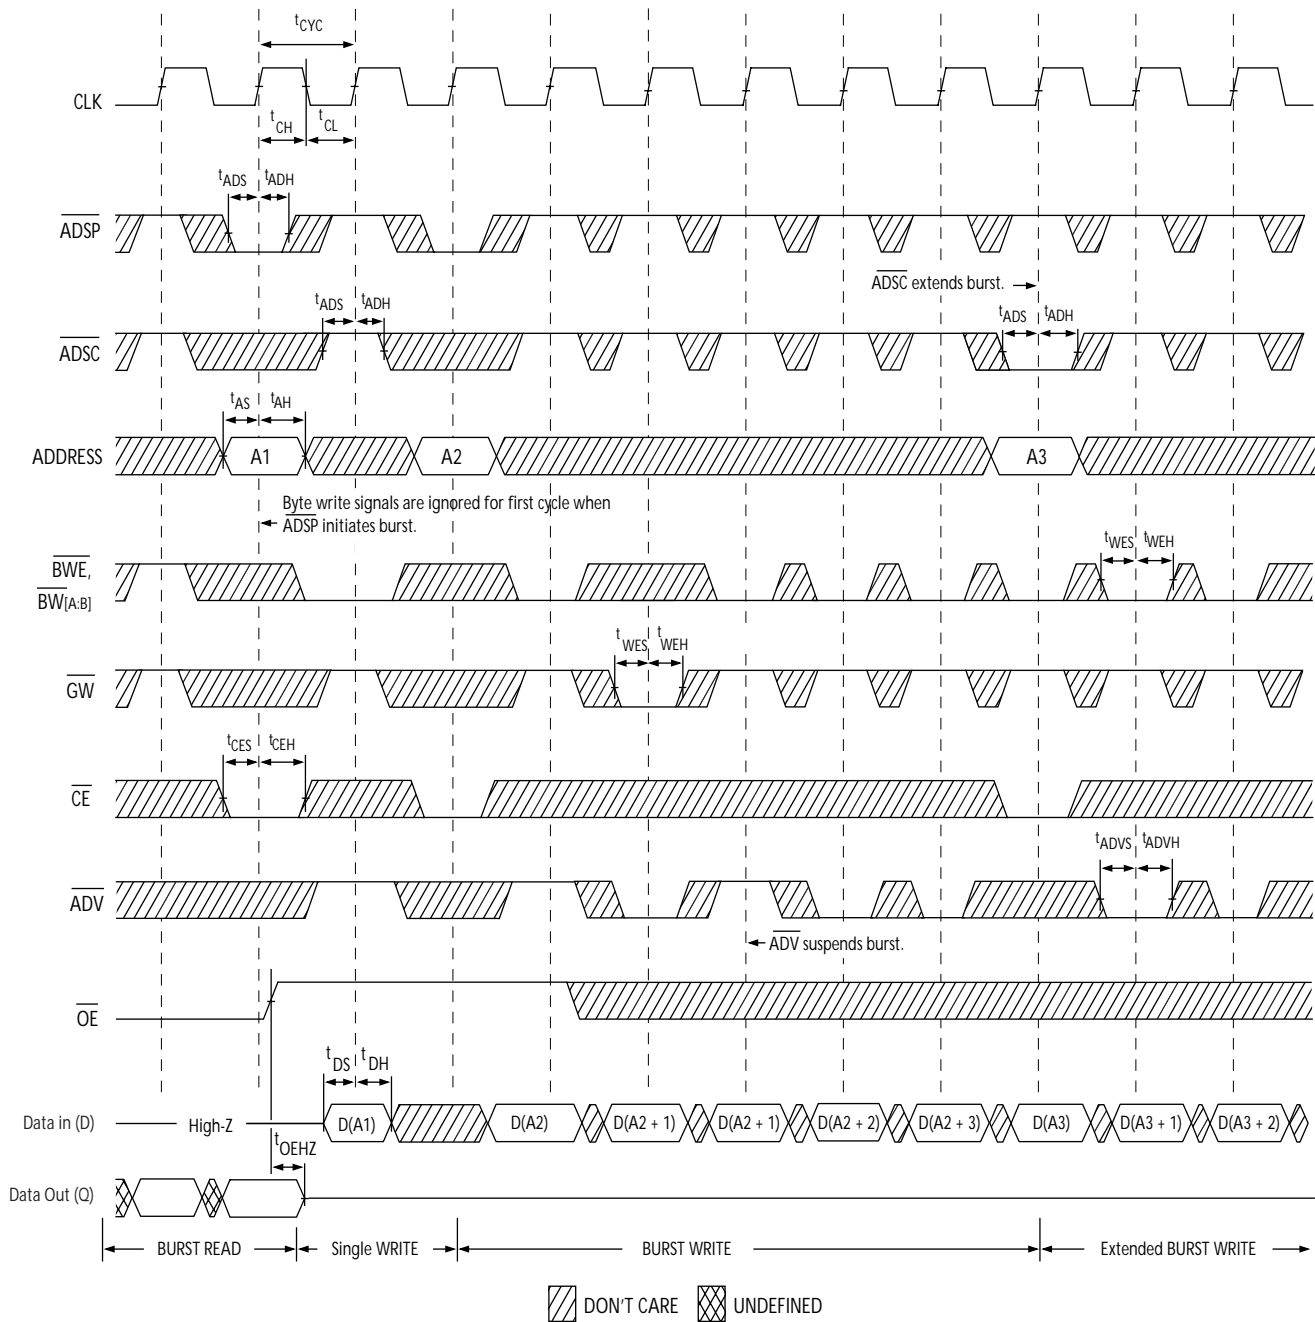 tCYC
CLK
tCH
tCL
tADS
tADH
ADSP
ADSC extends burst.
tADS
tADH
tADS
tADH
ADSC
tAS
tAH
ADDRESS
A1
A2
A3
Byte write signals are ignored for first cycle when
ADSP initiates burst.
tWES
tWEH
BWE,
BW[A:B]
tWES
tWEH
GW
tCES
tCEH
CE
tADVS
tADVH
ADV
ADV suspends burst.
OE
tDS
tDH
Data in (D)
High-Z
D(A1)
D(A2)
D(A2 + 1)
D(A2 + 1)
D(A2 + 2)
D(A2 + 3)
D(A3)
D(A3 + 1)
D(A3 + 2)
tOEHZ
Data Out (Q)
BURST READ
Single WRITE
BURST WRITE
Extended BURST WRITE
DON'T CARE
UNDEFINED